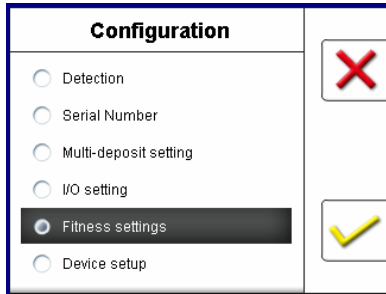 Configuration
Detection
Serial Number
Multi-deposit setting
I/O setting
Fitness settings
Device setup